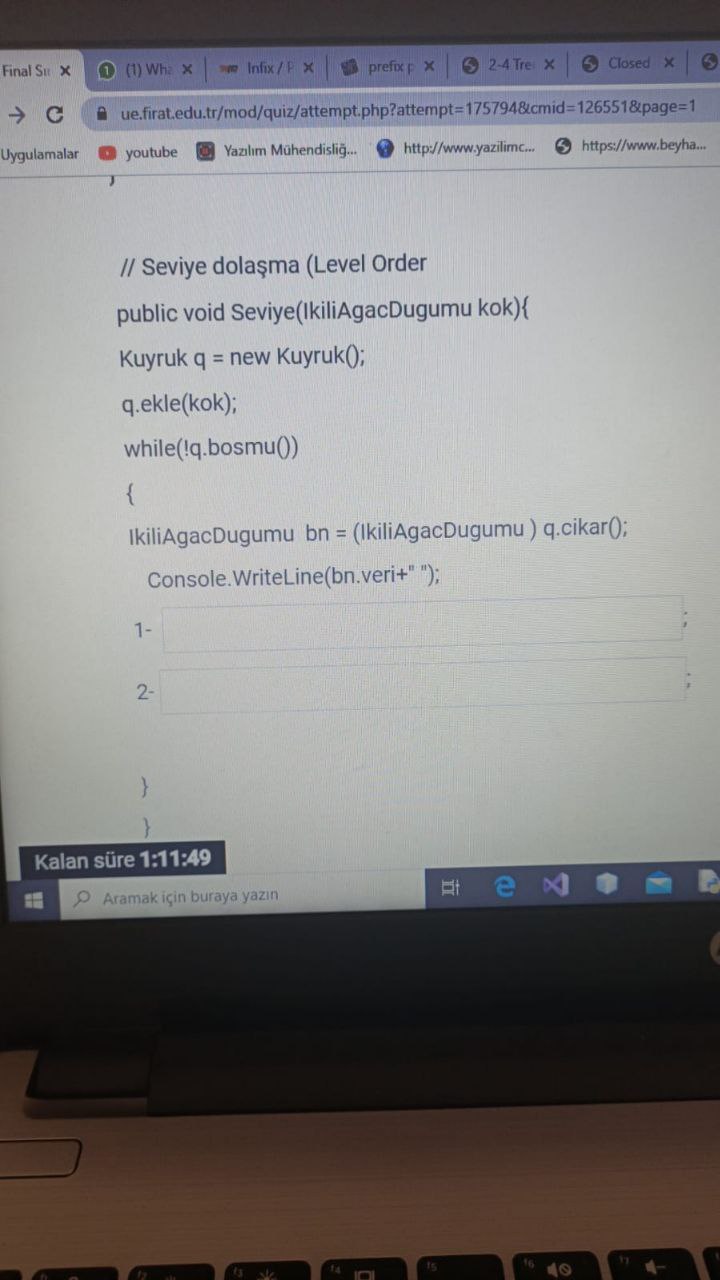 Final Sı
(1) Wha
Infix / P
prefix p
2-4 Tre
Closed
ue.firat.edu.tr/mod/quiz/attempt.php?attempt=175794&cmid=126551&page=1
Uygulamalar youtube Yazılım Mühendisliğ... http://www.yazilimc... https://www.beyha...
}
// Seviye dolaşma (Level Order
public void Seviye(IkiliAgacDugumu kok){
Kuyruk q = new Kuyruk();
q.ekle(kok);
while(!q.bosmu())
{
IkiliAgacDugumu bn = (IkiliAgacDugumu ) q.cikar();
Console.WriteLine(bn.veri+" ");
1- ;
2- ;
}
}
Kalan süre 1:11:49
Aramak için buraya yazın